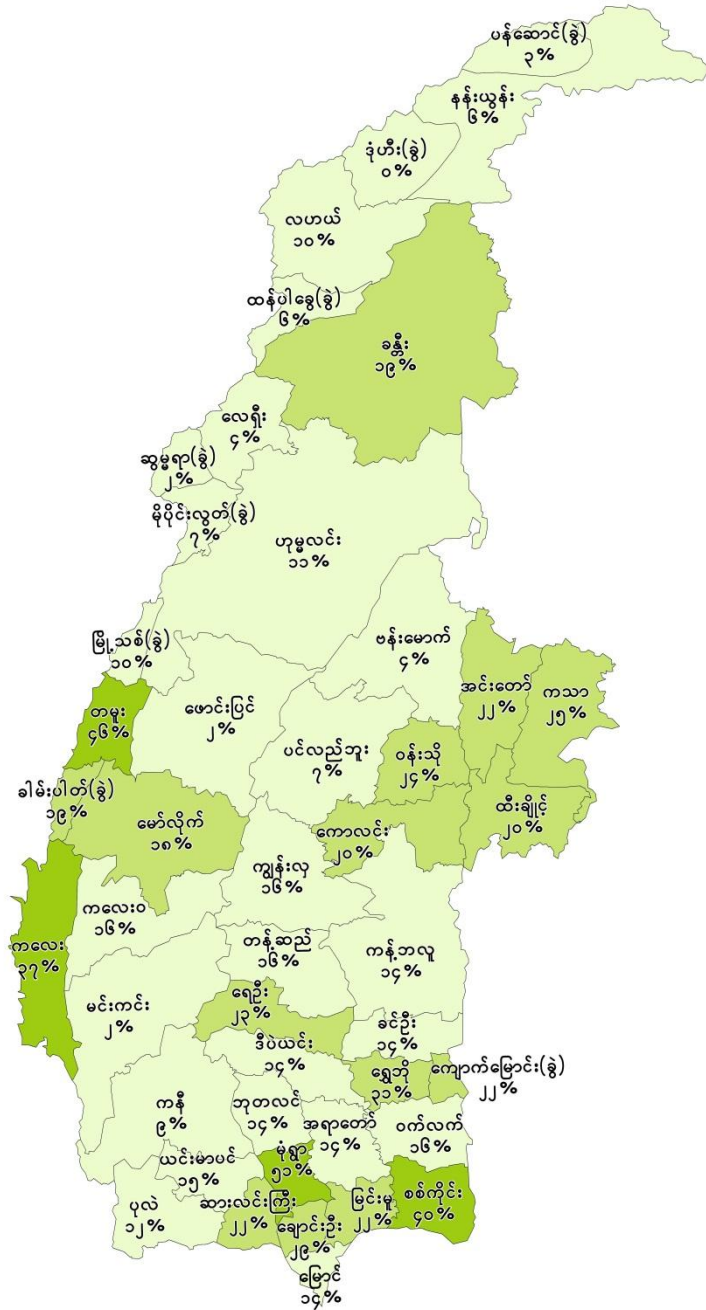 ပန်ဆောင်(ခွဲ)
၃%
နန်းယွန်း
၆%
ဒုံဟီး(ခွဲ)
၀%
လဟယ်
၁၀%
ထန်ပါခွေ(ခွဲ)
၆%
ခန္တီး
၁၉%
လေရှီး
၄%
ဆွမ္မရာ(ခွဲ)
၂%
မိုပိုင်းလွတ်(ခွဲ)
၇%
ဟုမ္မလင်း
၁၁%
မြို့သစ်(ခွဲ)
၁၀%
ဗန်းမောက်
၄%
အင်းတော်
၂၂%
ကသာ
၂၅%
တမူး
၄၆%
ဖောင်းပြင်
၂%
ပင်လည်ဘူး
၇%
ဝန်းသို
၂၄%
ခါမ်းပါတ်(ခွဲ)
၁၉%
မော်လိုက်
၁၈%
ကောလင်း
၂၀%
ထီးချိုင့်
၂၀%
ကျွန်းလှ
၁၆%
ကလေးဝ
၁၆%
ကလေး
၃၇%
တန့်ဆည်
၁၆%
ကန့်ဘလူ
၁၄%
မင်းကင်း
၂%
ရေဦး
၂၃%
ခင်ဦး
၁၄%
ဒီပဲယင်း
၁၄%
ရွှေဘို
၃၁%
ကျောက်မြောင်း(ခွဲ)
၂၂%
ကနီ
၉%
ဘုတလင်
၁၄%
အရာတော်
၁၄%
ဝက်လက်
၁၆%
ယင်းမာပင်
၁၅%
မုံရွာ
၅၁%
ပုလဲ
၁၂%
ဆားလင်းကြီး
၂၂%
ချောင်းဦး
၂၉%
မြင်းမူ
၂၂%
စစ်ကိုင်း
၄၀%
မြောင်
၁၄%